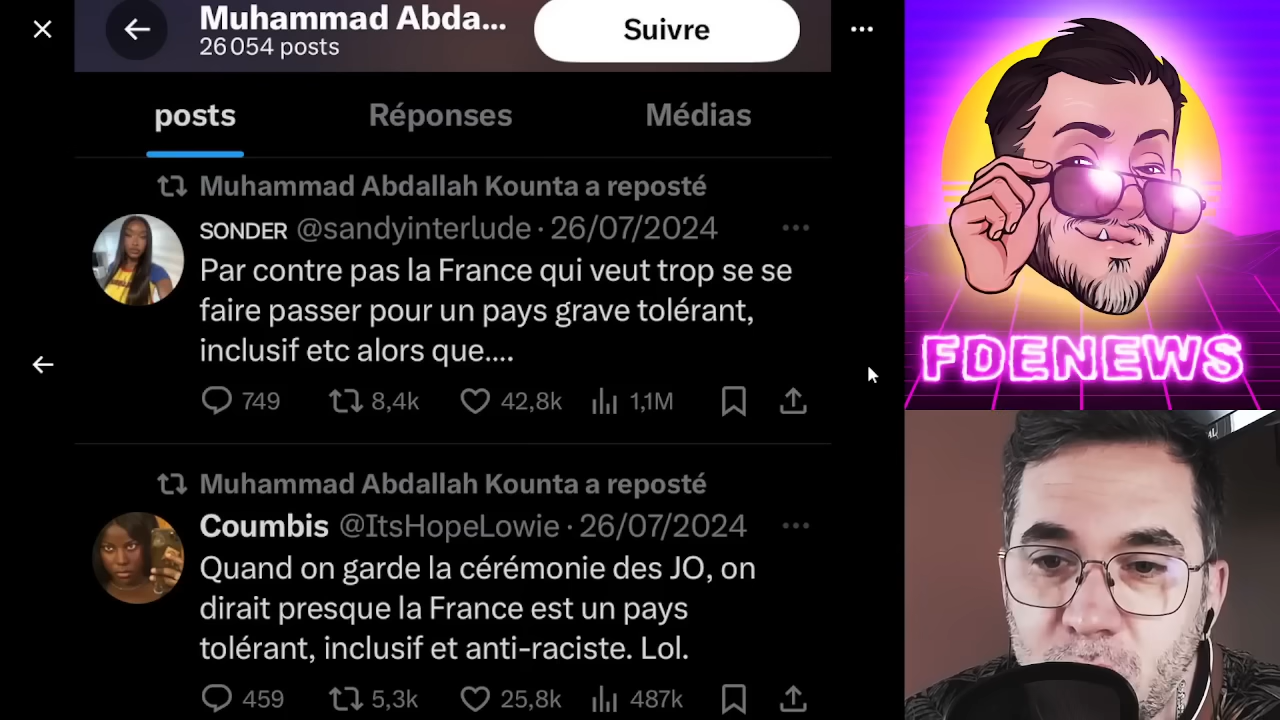 Muhammad Abda...
26 054 posts
Suivre
posts
Réponses
Médias
Muhammad Abdallah Kounta a reposté
SONDER @sandyinterlude · 26/07/2024
Par contre pas la France qui veut trop se se
faire passer pour un pays grave tolérant,
inclusif etc alors que....
749
8,4k
42,8k
1,1M
Muhammad Abdallah Kounta a reposté
Coumbis @ItsHopeLowie · 26/07/2024
Quand on garde la cérémonie des JO, on
dirait presque la France est un pays
tolérant, inclusif et anti-raciste. Lol.
459
5,3k
25,8k
487k
FDENEWS